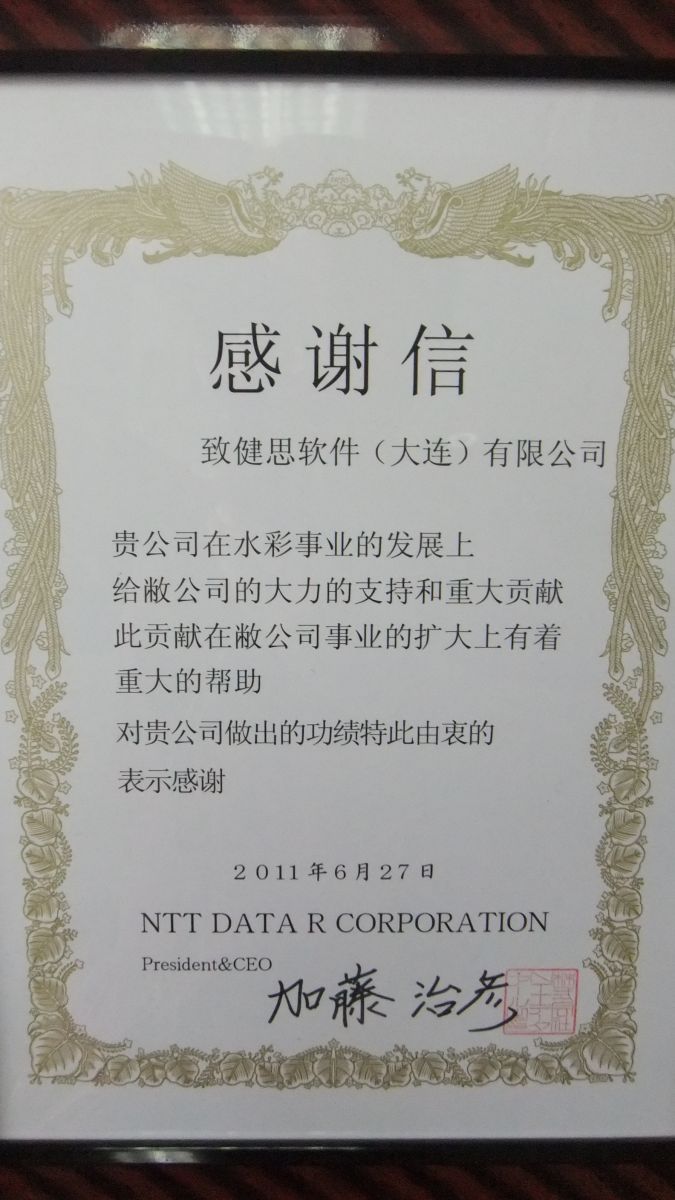 感谢信
致健思软件（大连）有限公司
贵公司在水彩事业的发展上
给敝公司的大力的支持和重大贡献
此贡献在敝公司事业的扩大上有着
重大的帮助
对贵公司做出的功绩特此由衷的
表示感谢
2011年6月27日
NTT DATA R CORPORATION
President&CEO
加藤 治彦